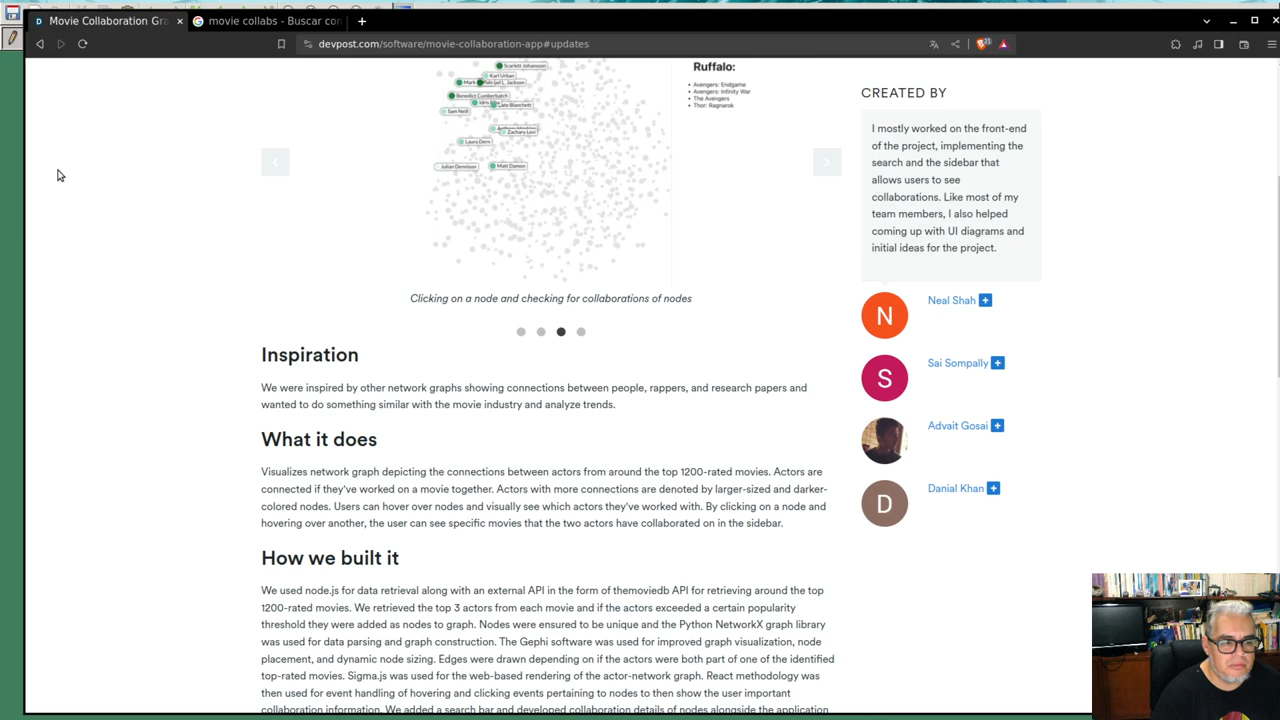 Movie Collaboration Gra
movie collabs - Buscar con
devpost.com/software/movie-collaboration-app#updates
21
Scarlett Johansson
Karl Urban
Mark
L. Jackson
Benedict Cumberbatch
Idris
Cate Blanchett
Sam Neill
Zachary Levi
Laura Dern
Julian Dennison
Matt Damon
Ruffalo:
Avengers: Endgame
Avengers: Infinity War
The Avengers
Thor: Ragnarok
Clicking on a node and checking for collaborations of nodes
Inspiration
We were inspired by other network graphs showing connections between people, rappers, and research papers and
wanted to do something similar with the movie industry and analyze trends.
What it does
Visualizes network graph depicting the connections between actors from around the top 1200-rated movies. Actors are
connected if they've worked on a movie together. Actors with more connections are denoted by larger-sized and darker-
colored nodes. Users can hover over nodes and visually see which actors they've worked with. By clicking on a node and
hovering over another, the user can see specific movies that the two actors have collaborated on in the sidebar.
How we built it
We used node.js for data retrieval along with an external API in the form of themoviedb API for retrieving around the top
1200-rated movies. We retrieved the top 3 actors from each movie and if the actors exceeded a certain popularity
threshold they were added as nodes to graph. Nodes were ensured to be unique and the Python NetworkX graph library
was used for data parsing and graph construction. The Gephi software was used for improved graph visualization, node
placement, and dynamic node sizing. Edges were drawn depending on if the actors were both part of one of the identified
top-rated movies. Sigma.js was used for the web-based rendering of the actor-network graph. React methodology was
then used for event handling of hovering and clicking events pertaining to nodes to then show the user important
collaboration information. We added a search bar and developed collaboration details of nodes alongside the application
CREATED BY
I mostly worked on the front-end
of the project, implementing the
search and the sidebar that
allows users to see
collaborations. Like most of my
team members, I also helped
coming up with UI diagrams and
initial ideas for the project.
N
Neal Shah
S
Sai Sompally
Advait Gosai
D
Danial Khan